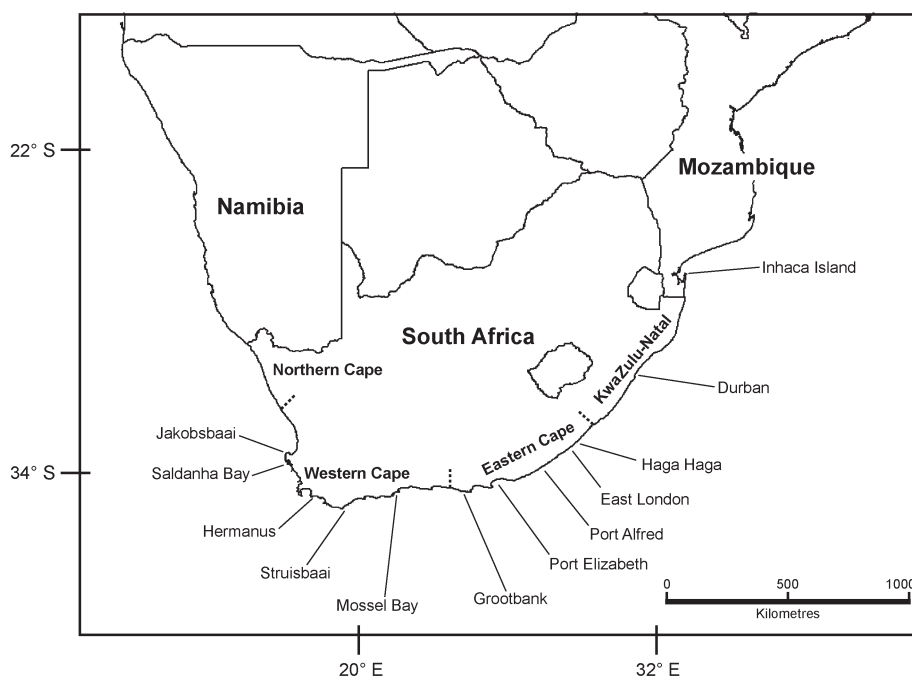 22° S
Mozambique
Namibia
Inhaca Island
South Africa
KwaZulu-Natal
Northern Cape
Durban
Jakobsbaai
Eastern Cape
Haga Haga
34° S
Saldanha Bay
Western Cape
East London
Hermanus
Port Alfred
Struisbaai
Port Elizabeth
Mossel Bay
Grootbank
0 500 1000
Kilometres
20° E
32° E